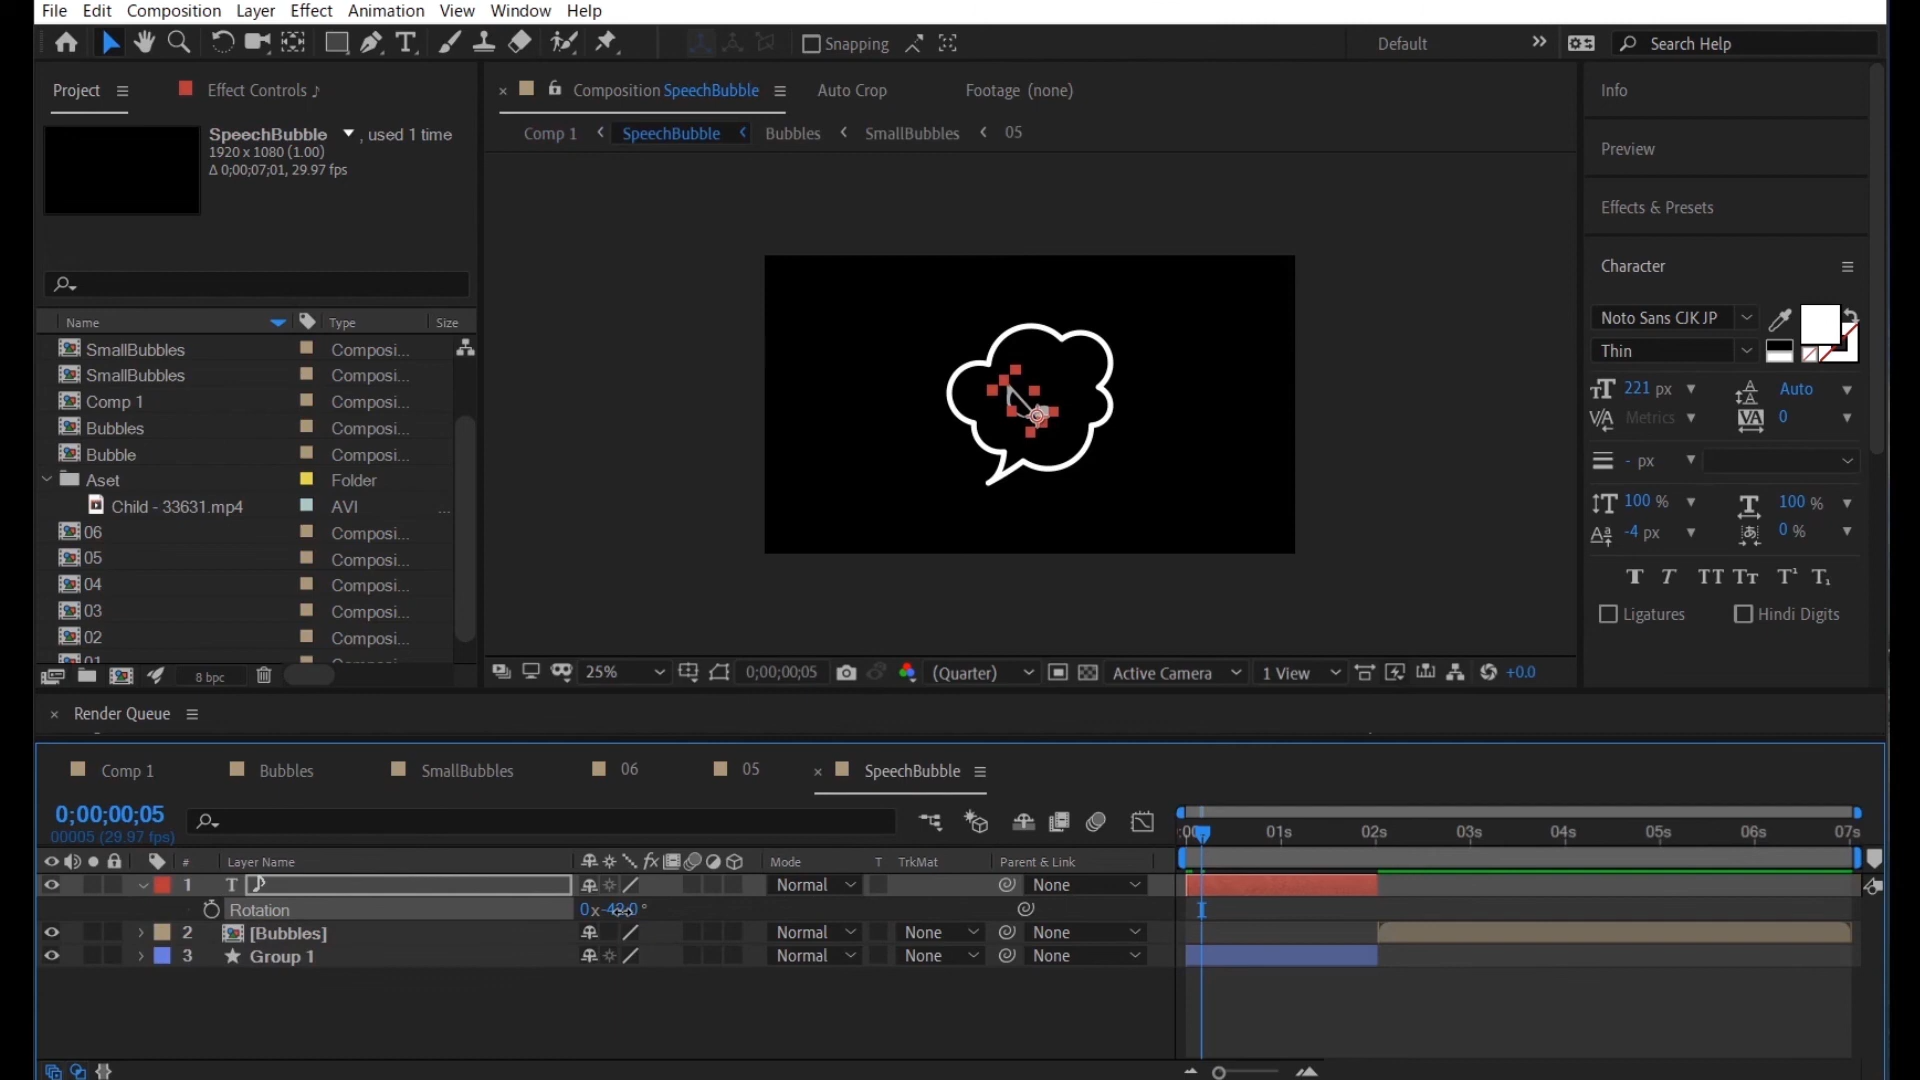 File Edit Composition Layer Effect Animation View Window Help
Snapping
Default
Search Help
Project
Effect Controls ♪
SpeechBubble , used 1 time
1920 x 1080 (1.00)
Δ 0;00;07;01, 29.97 fps
Name Type Size
SmallBubbles Composi...
SmallBubbles Composi...
Comp 1 Composi...
Bubbles Composi...
Bubble Composi...
Aset Folder
Child - 33631.mp4 AVI ...
06 Composi...
05 Composi...
04 Composi...
03 Composi...
02 Composi...
8 bpc
Composition SpeechBubble
Auto Crop
Footage (none)
Comp 1 SpeechBubble Bubbles SmallBubbles 05
25% 0;00;00;05 (Quarter) Active Camera 1 View +0.0
Info
Preview
Effects & Presets
Character
Noto Sans CJK JP
Thin
221 px Auto
Metrics 0
- px
100 % 100 %
-4 px 0 %
Ligatures Hindi Digits
Render Queue
Comp 1 Bubbles SmallBubbles 06 05 SpeechBubble
0;00;00;05
00005 (29.97 fps)
01s 02s 03s 04s 05s 06s 07s
# Layer Name Mode T TrkMat Parent & Link
1 T ♪ Normal None
Rotation
2 [Bubbles] Normal None None
3 Group 1 Normal None None